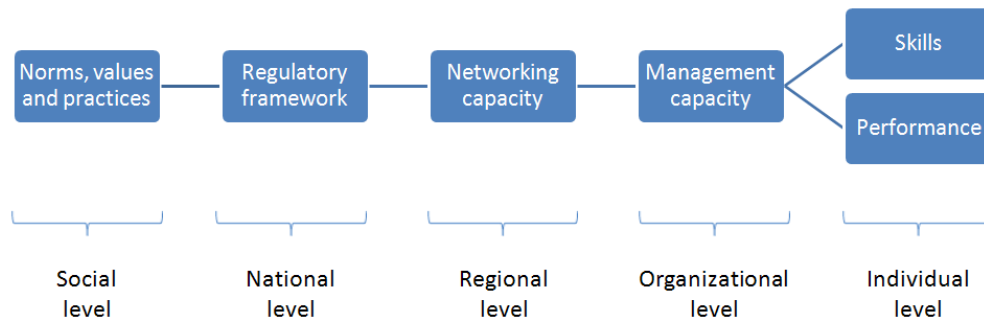 Norms, values
and practices
Regulatory
framework
Networking
capacity
Management
capacity
Skills
Performance
Social
level
National
level
Regional
level
Organizational
level
Individual
level